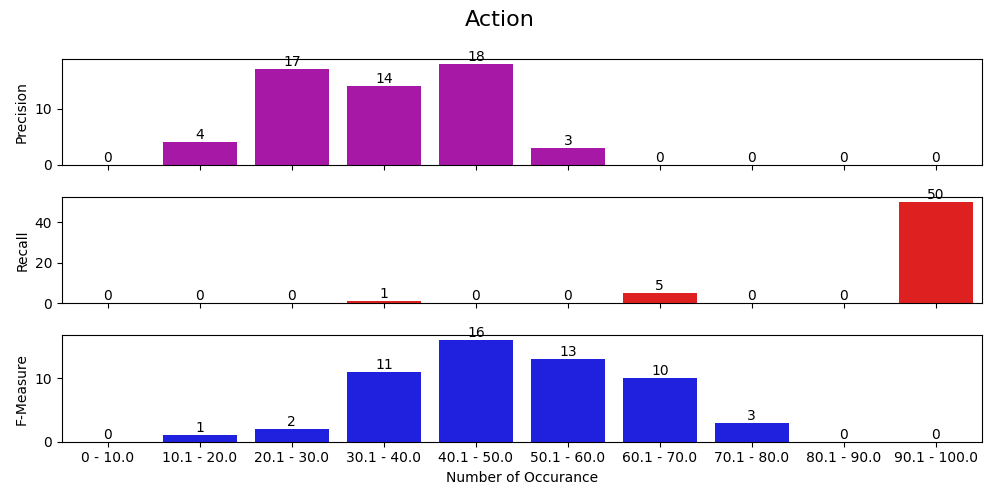 Action
Precision
10
0
0 4 17 14 18 3 0 0 0 0
Recall
40
20
0
0 0 0 1 0 0 5 0 0 50
F-Measure
10
0
0 1 2 11 16 13 10 3 0 0
0 - 10.0 10.1 - 20.0 20.1 - 30.0 30.1 - 40.0 40.1 - 50.0 50.1 - 60.0 60.1 - 70.0 70.1 - 80.0 80.1 - 90.0 90.1 - 100.0
Number of Occurance